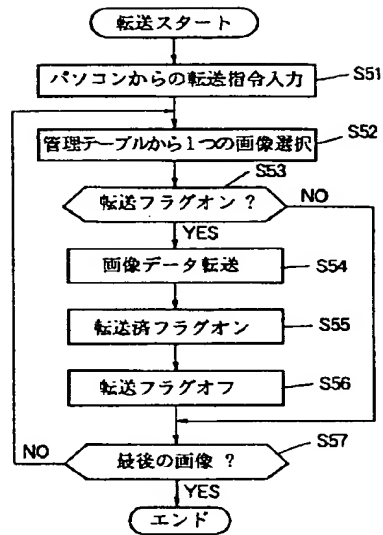 転送スタート
パソコンからの転送指令入力
S51
管理テーブルから1つの画像選択
S52
S53
転送フラグオン ?
NO
YES
画像データ転送
S54
転送済フラグオン
S55
転送フラグオフ
S56
S57
NO
最後の画像 ?
YES
エンド